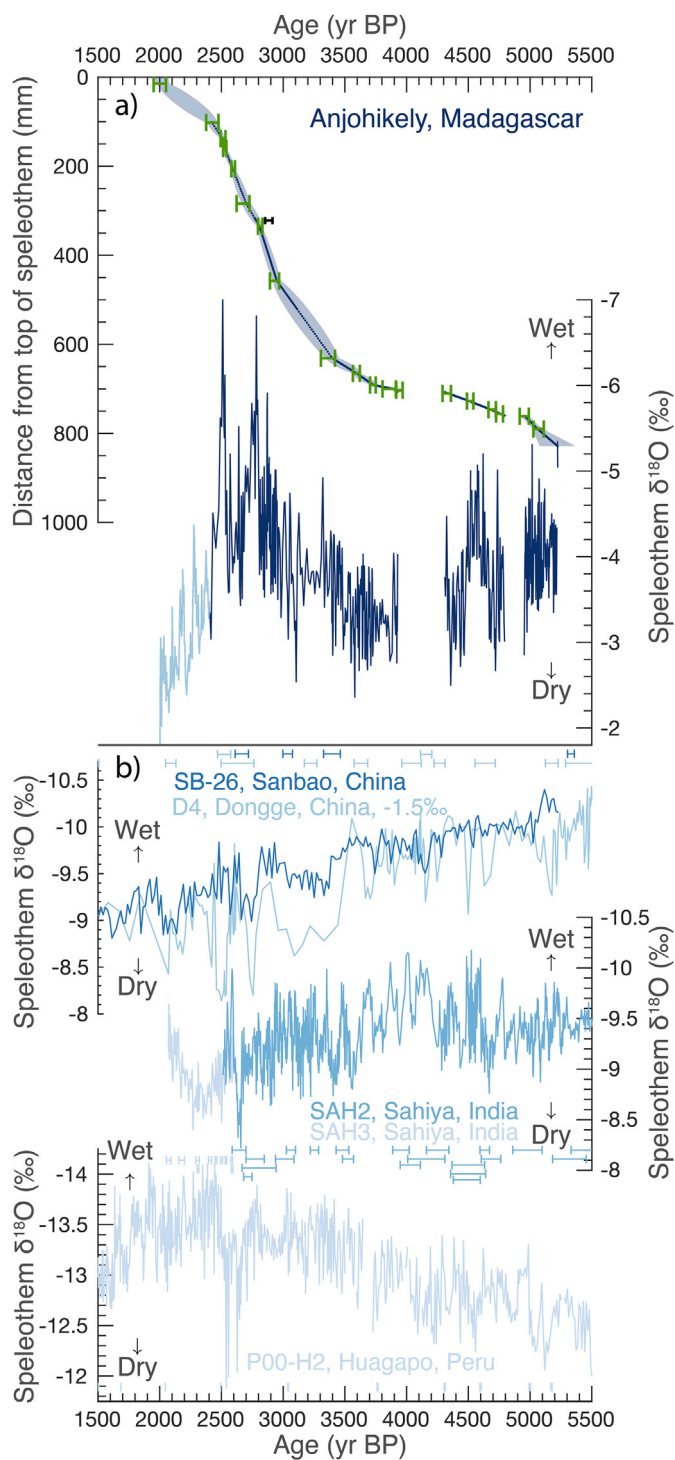 Age (yr BP)
1500 2000 2500 3000 3500 4000 4500 5000 5500
a)
Anjohikely, Madagascar
Distance from top of speleothem (mm)
0
200
400
600
800
1000
Wet
↑
-7
-6
-5
-4
-3
-2
Speleothem δ18O (‰)
↓
Dry
b)
SB-26, Sanbao, China
D4, Dongge, China, -1.5‰
Speleothem δ18O (‰)
-10.5
-10
-9.5
-9
-8.5
-8
Wet
↑
↓
Dry
Wet
↑
-10.5
-10
-9.5
-9
-8.5
-8
Speleothem δ18O (‰)
SAH2, Sahiya, India
SAH3, Sahiya, India
↓
Dry
Speleothem δ18O (‰)
-14
-13.5
-13
-12.5
-12
Wet
↑
↓
Dry
P00-H2, Huagapo, Peru
1500 2000 2500 3000 3500 4000 4500 5000 5500
Age (yr BP)